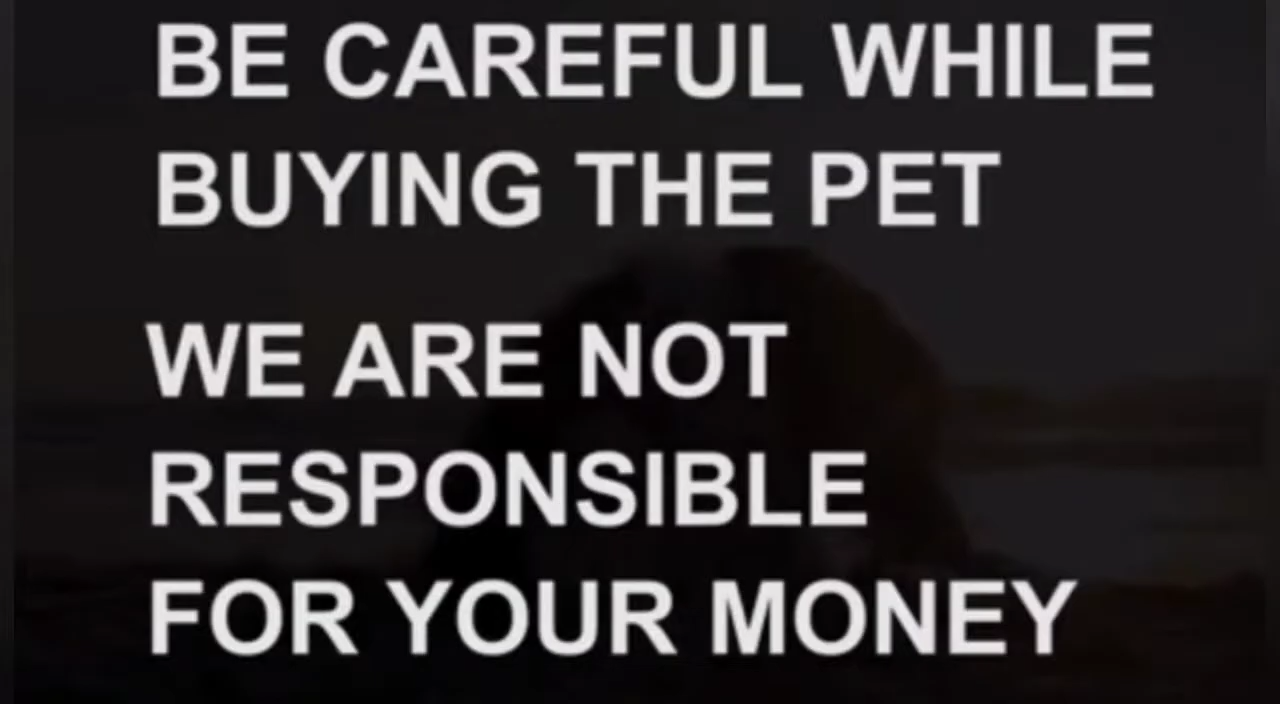 BE CAREFUL WHILE
BUYING THE PET
WE ARE NOT
RESPONSIBLE
FOR YOUR MONEY